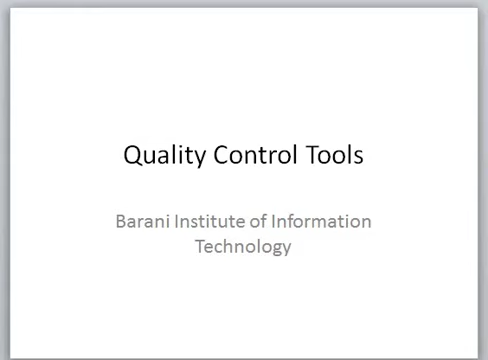 Quality Control Tools
Barani Institute of Information
Technology